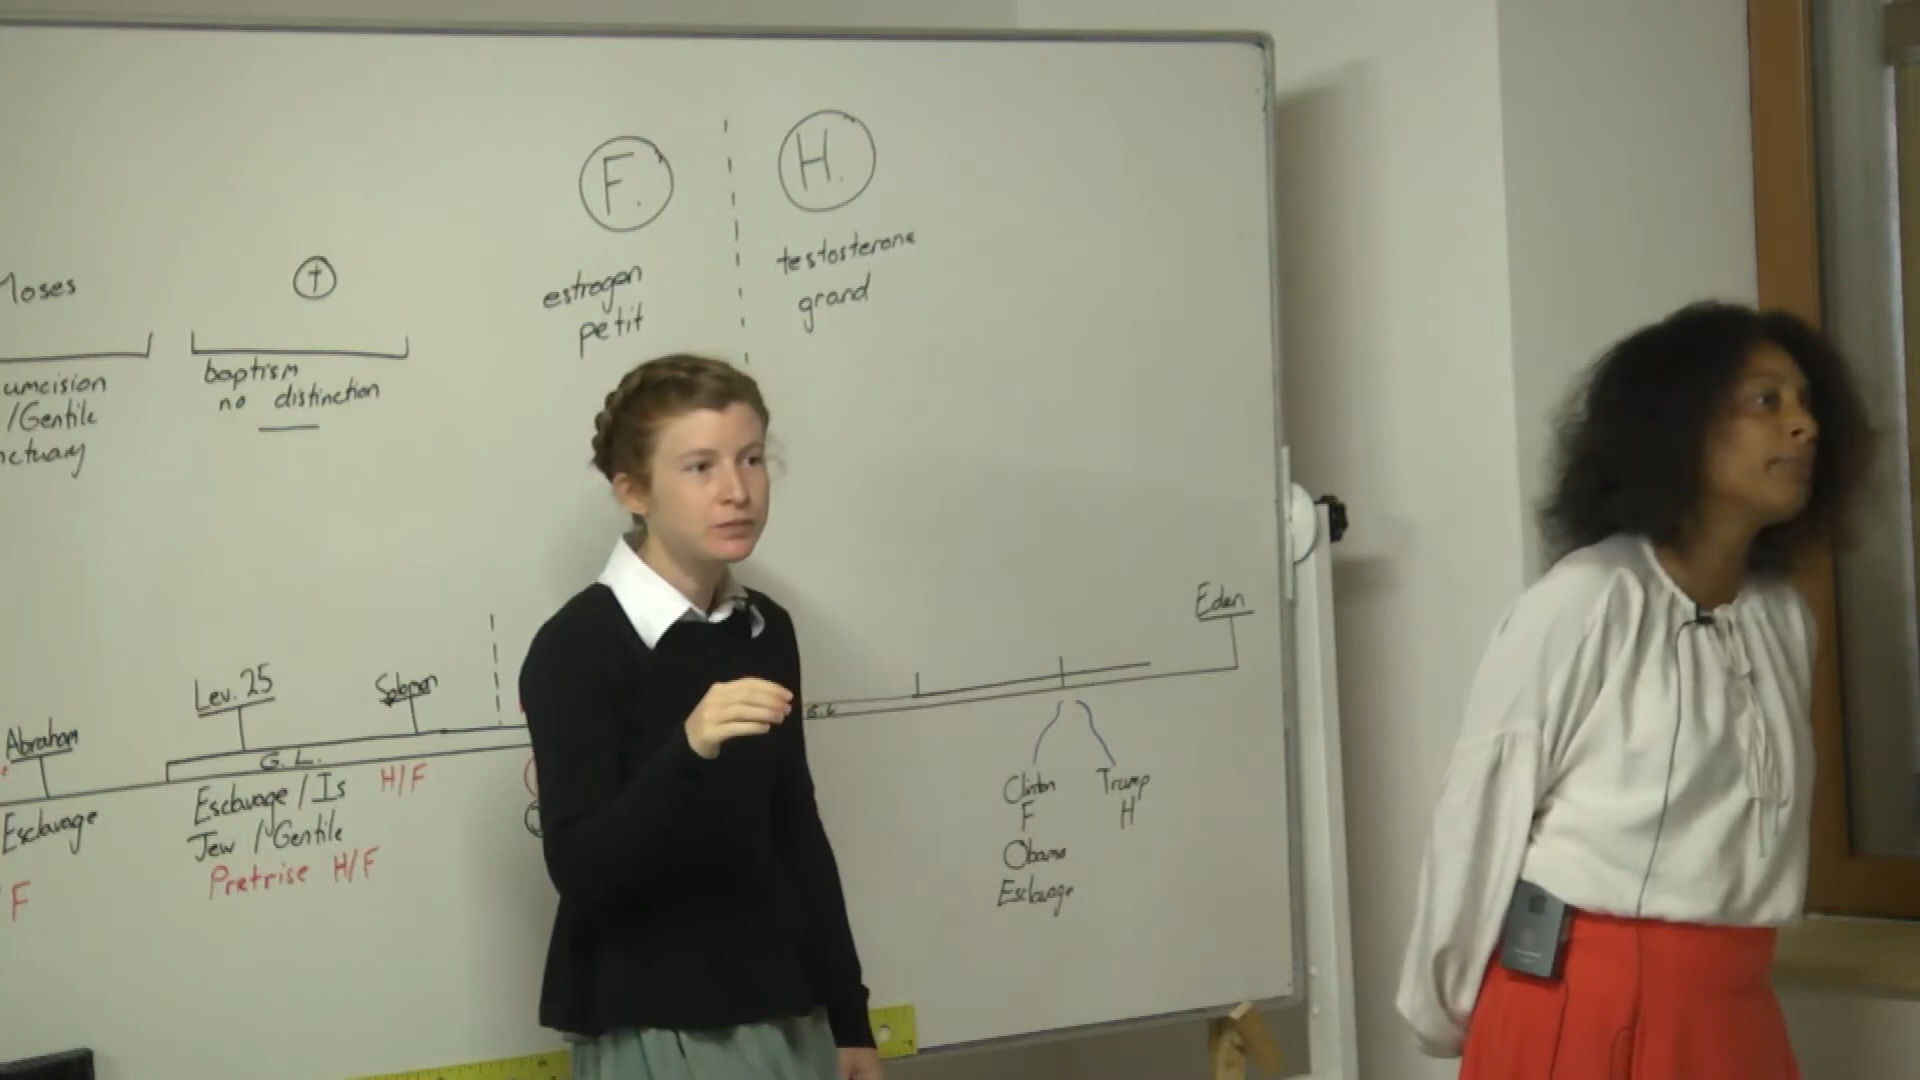 F.
H.
estrogen
petit
testosterone
grand
Moses
†
umcision
/Gentile
nctuary
baptism
no distinction
Eden
Lev. 25
Solomon
Abraham
G.L.
G.L
Esclavage
Esclavage / Is
H/F
Jew / Gentile
Pretrise H/F
F
Clinton
F
Obama
Esclavage
Trump
H